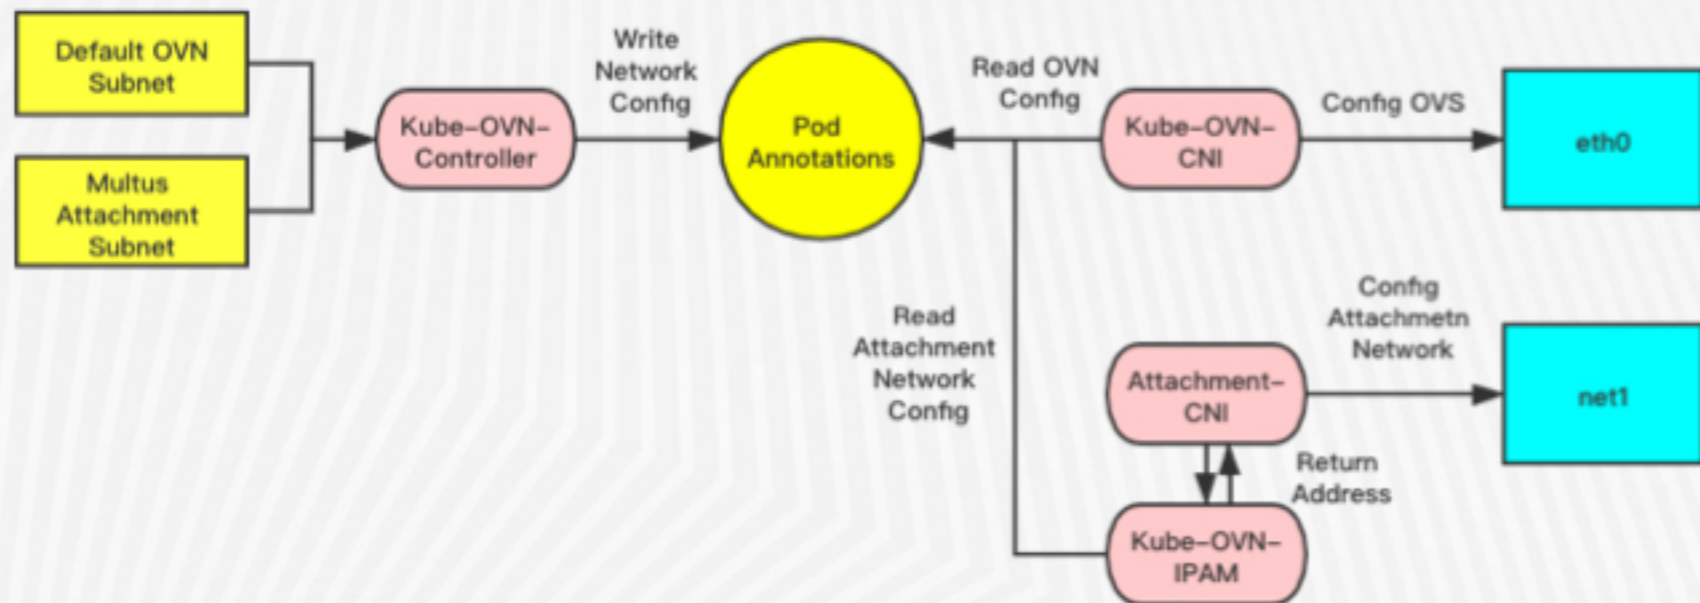 Default OVN
Subnet
Multus
Attachment
Subnet
Kube-OVN-
Controller
Write
Network
Config
Pod
Annotations
Read OVN
Config
Kube-OVN-
CNI
Config OVS
eth0
Read
Attachment
Network
Config
Attachment-
CNI
Config
Attachmetn
Network
net1
Return
Address
Kube-OVN-
IPAM